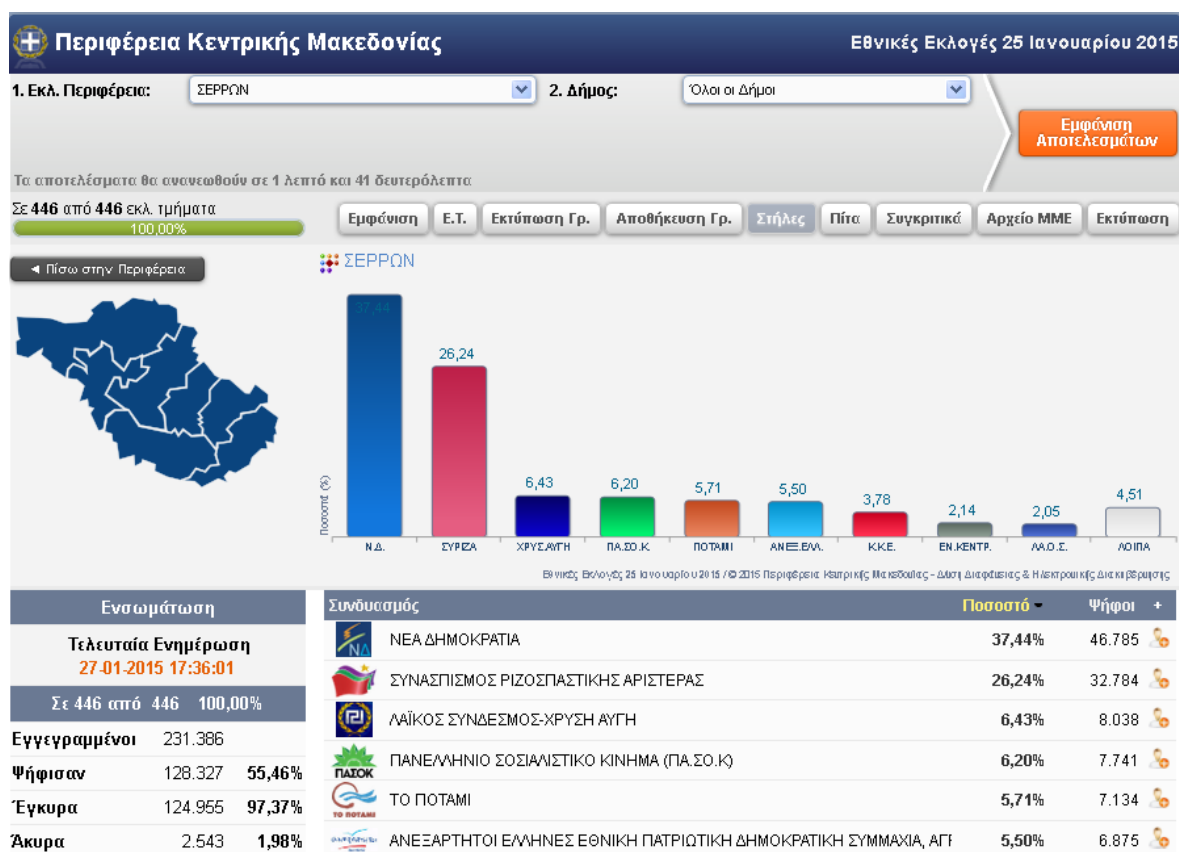 Περιφέρεια Κεντρικής Μακεδονίας
Εθνικές Εκλογές 25 Ιανουαρίου 2015
1. Εκλ. Περιφέρεια: ΣΕΡΡΩΝ 2. Δήμος: Όλοι οι Δήμοι
Εμφάνιση
Αποτελεσμάτων
Τα αποτελέσματα θα ανανεωθούν σε 1 λεπτό και 41 δευτερόλεπτα
Σε 446 από 446 εκλ. τμήματα
100,00%
Εμφάνιση Ε.Τ. Εκτύπωση Γρ. Αποθήκευση Γρ. Στήλες Πίτα Συγκριτικά Αρχείο ΜΜΕ Εκτύπωση
◄ Πίσω στην Περιφέρεια
ΣΕΡΡΩΝ
37,44 26,24 6,43 6,20 5,71 5,50 3,78 2,14 2,05 4,51
Ποσοστό (%)
Ν.Δ. ΣΥΡΙΖΑ ΧΡΥΣ.ΑΥΓΗ ΠΑ.ΣΟ.Κ. ΠΟΤΑΜΙ ΑΝΕΞ.ΕΛΛ. Κ.Κ.Ε. ΕΝ.ΚΕΝΤΡ. ΛΑ.Ο.Σ. ΛΟΙΠΑ
Εθνικές Εκλογές 25 Ιανουαρίου 2015 / © 2015 Περιφέρεια Κεντρικής Μακεδονίας - Δ/νση Διαφάνειας & Ηλεκτρονικής Διακυβέρνησης
Ενσωμάτωση
Τελευταία Ενημέρωση
27-01-2015 17:36:01
Σε 446 από 446 100,00%
Εγγεγραμμένοι 231.386
Ψήφισαν 128.327 55,46%
Έγκυρα 124.955 97,37%
Άκυρα 2.543 1,98%
Συνδυασμός Ποσοστό Ψήφοι +
ΝΔ ΝΕΑ ΔΗΜΟΚΡΑΤΙΑ 37,44% 46.785
ΣΥΝΑΣΠΙΣΜΟΣ ΡΙΖΟΣΠΑΣΤΙΚΗΣ ΑΡΙΣΤΕΡΑΣ 26,24% 32.784
ΛΑΪΚΟΣ ΣΥΝΔΕΣΜΟΣ-ΧΡΥΣΗ ΑΥΓΗ 6,43% 8.038
ΠΑΣΟΚ ΠΑΝΕΛΛΗΝΙΟ ΣΟΣΙΑΛΙΣΤΙΚΟ ΚΙΝΗΜΑ (ΠΑ.ΣΟ.Κ) 6,20% 7.741
ΤΟ ΠΟΤΑΜΙ ΤΟ ΠΟΤΑΜΙ 5,71% 7.134
ΑΝΕΞΑΡΤΗΤΟΙ ΕΛΛΗΝΕΣ ΕΘΝΙΚΗ ΠΑΤΡΙΩΤΙΚΗ ΔΗΜΟΚΡΑΤΙΚΗ ΣΥΜΜΑΧΙΑ, 5,50% 6.875